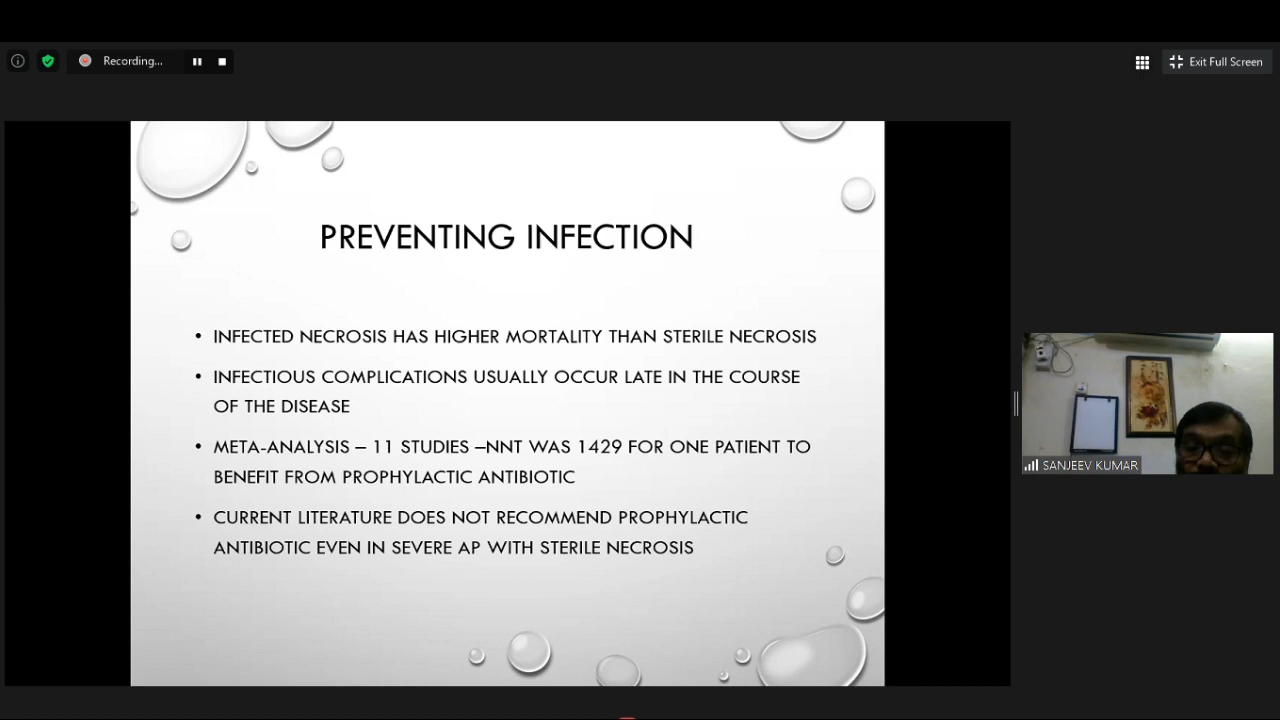 Recording...
Exit Full Screen
PREVENTING INFECTION
• INFECTED NECROSIS HAS HIGHER MORTALITY THAN STERILE NECROSIS
• INFECTIOUS COMPLICATIONS USUALLY OCCUR LATE IN THE COURSE
OF THE DISEASE
• META-ANALYSIS – 11 STUDIES –NNT WAS 1429 FOR ONE PATIENT TO
BENEFIT FROM PROPHYLACTIC ANTIBIOTIC
• CURRENT LITERATURE DOES NOT RECOMMEND PROPHYLACTIC
ANTIBIOTIC EVEN IN SEVERE AP WITH STERILE NECROSIS
SANJEEV KUMAR